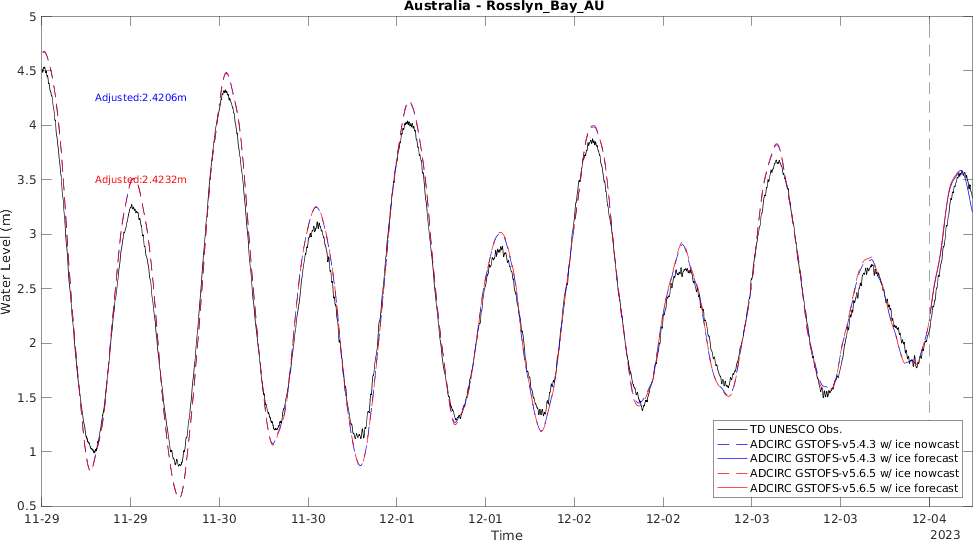 Australia - Rosslyn_Bay_AU
5
4.5
4
3.5
3
2.5
2
1.5
1
0.5
Water Level (m)
Adjusted:2.4206m
Adjusted:2.4232m
TD UNESCO Obs.
ADCIRC GSTOFS-v5.4.3 w/ ice nowcast
ADCIRC GSTOFS-v5.4.3 w/ ice forecast
ADCIRC GSTOFS-v5.6.5 w/ ice nowcast
ADCIRC GSTOFS-v5.6.5 w/ ice forecast
11-29 11-29 11-30 11-30 12-01 12-01 12-02 12-02 12-03 12-03 12-04
Time
2023